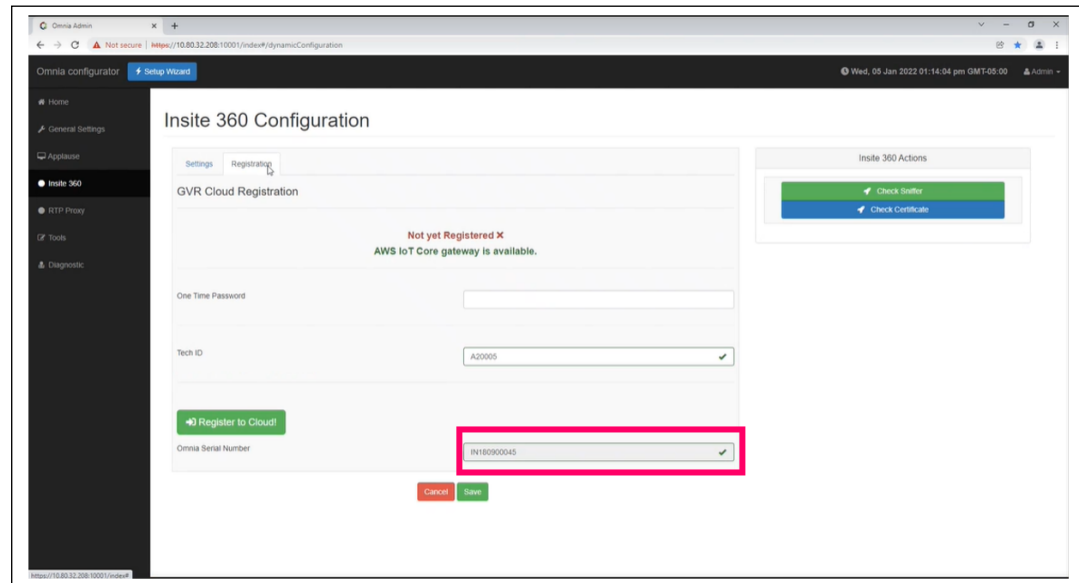 Omnia Admin
Not secure | https://10.80.32.208:10001/index#/dynamicConfiguration
Omnia configurator
Setup Wizard
Wed, 05 Jan 2022 01:14:04 pm GMT-05:00
Admin
Home
General Settings
Applause
Insite 360
RTP Proxy
Tools
Diagnostic
Insite 360 Configuration
Settings
Registration
GVR Cloud Registration
Not yet Registered ✕
AWS IoT Core gateway is available.
One Time Password
Tech ID
A20005
Register to Cloud!
Omnia Serial Number
IN180900045
Cancel
Save
Insite 360 Actions
Check Sniffer
Check Certificate
https://10.80.32.208:10001/index#